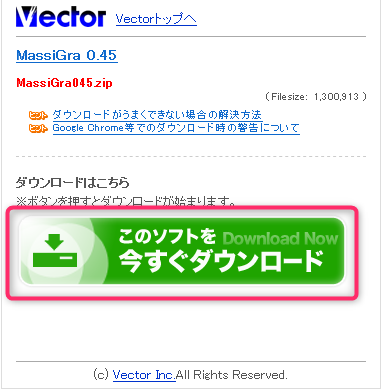 Vector Vectorトップへ
MassiGra 0.45
MassiGra045.zip
( Filesize: 1,300,913 )
ダウンロードがうまくできない場合の解決方法
Google Chrome等でのダウンロード時の警告について
ダウンロードはこちら
※ボタンを押すとダウンロードが始まります。
このソフトを Download Now
今すぐダウンロード
(c) Vector Inc.All Rights Reserved.